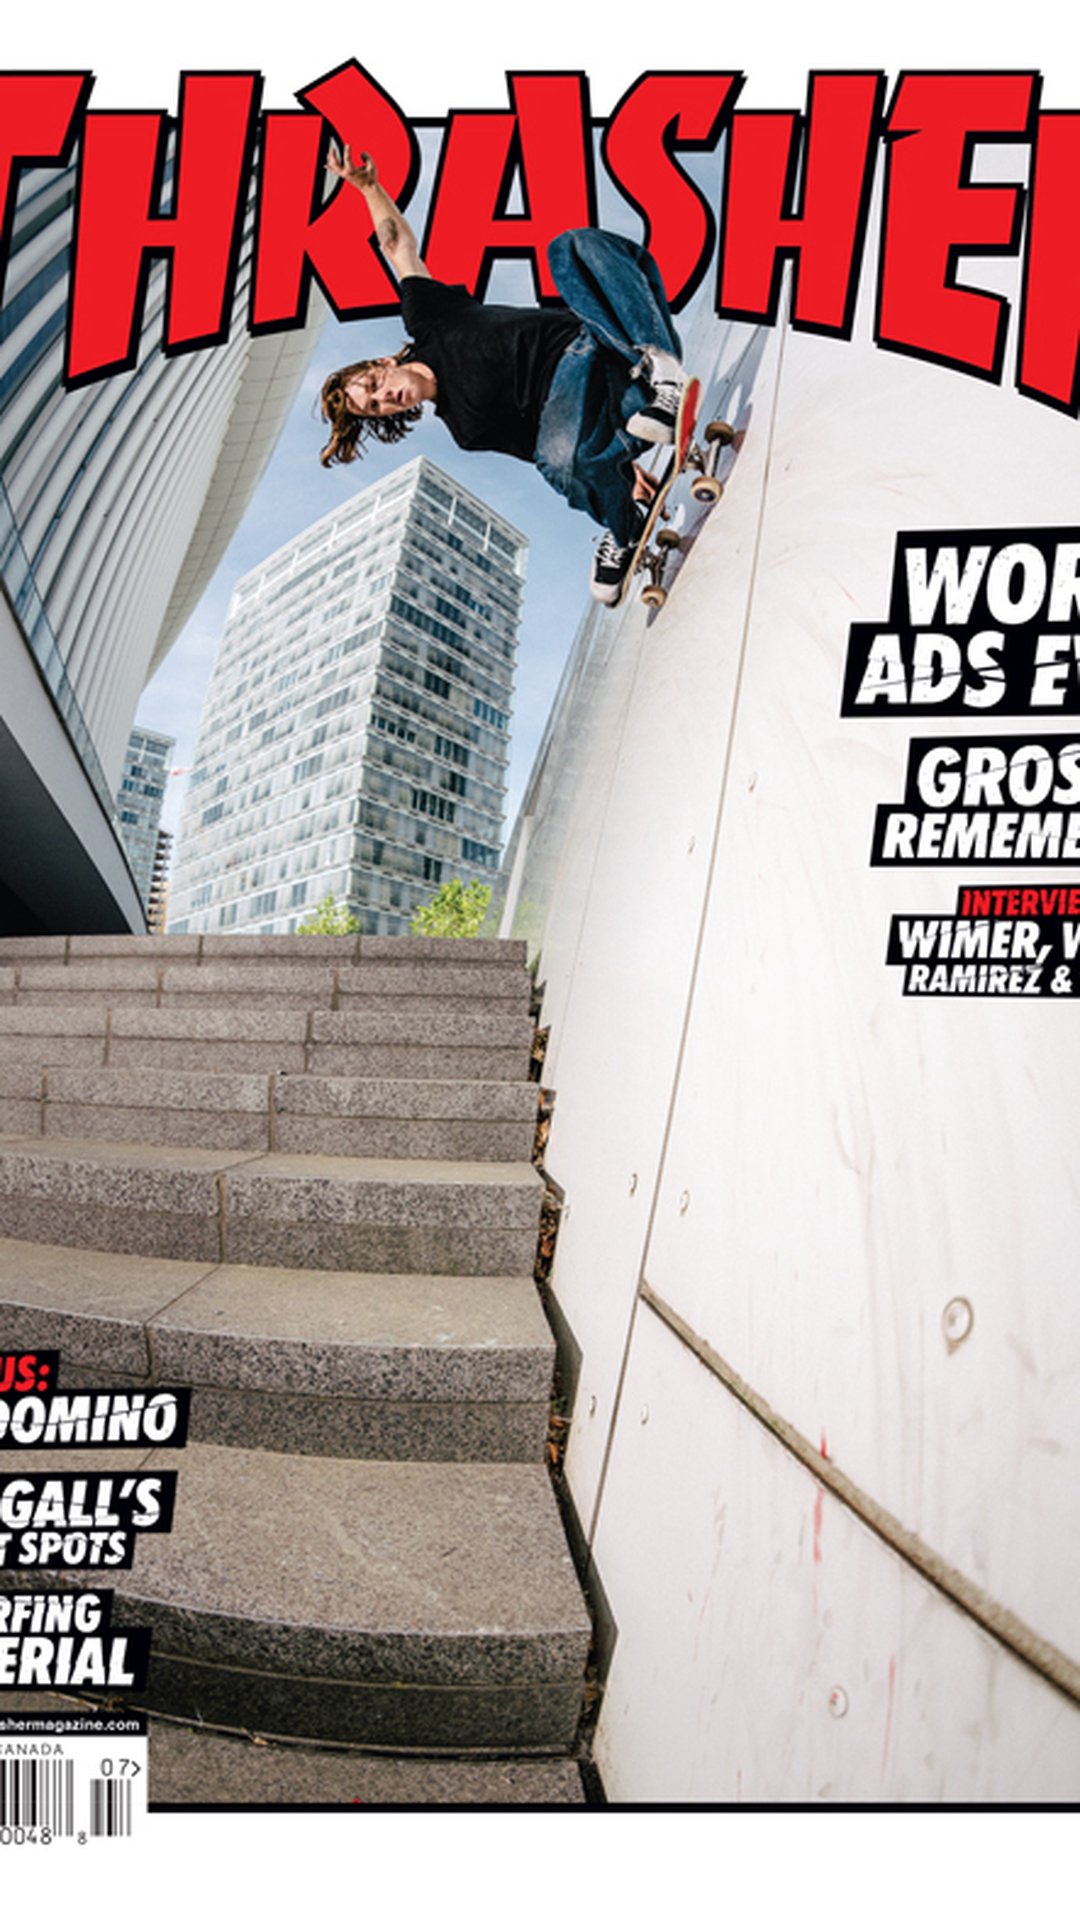 THRASHER
WOR
ADS EV
GROS
REMEME
INTERVIE
WIMER, W
RAMIREZ &
US:
DOMINO
GALL'S
T SPOTS
RFING
ERIAL
shermagazine.com
CANADA
07>
0048
8